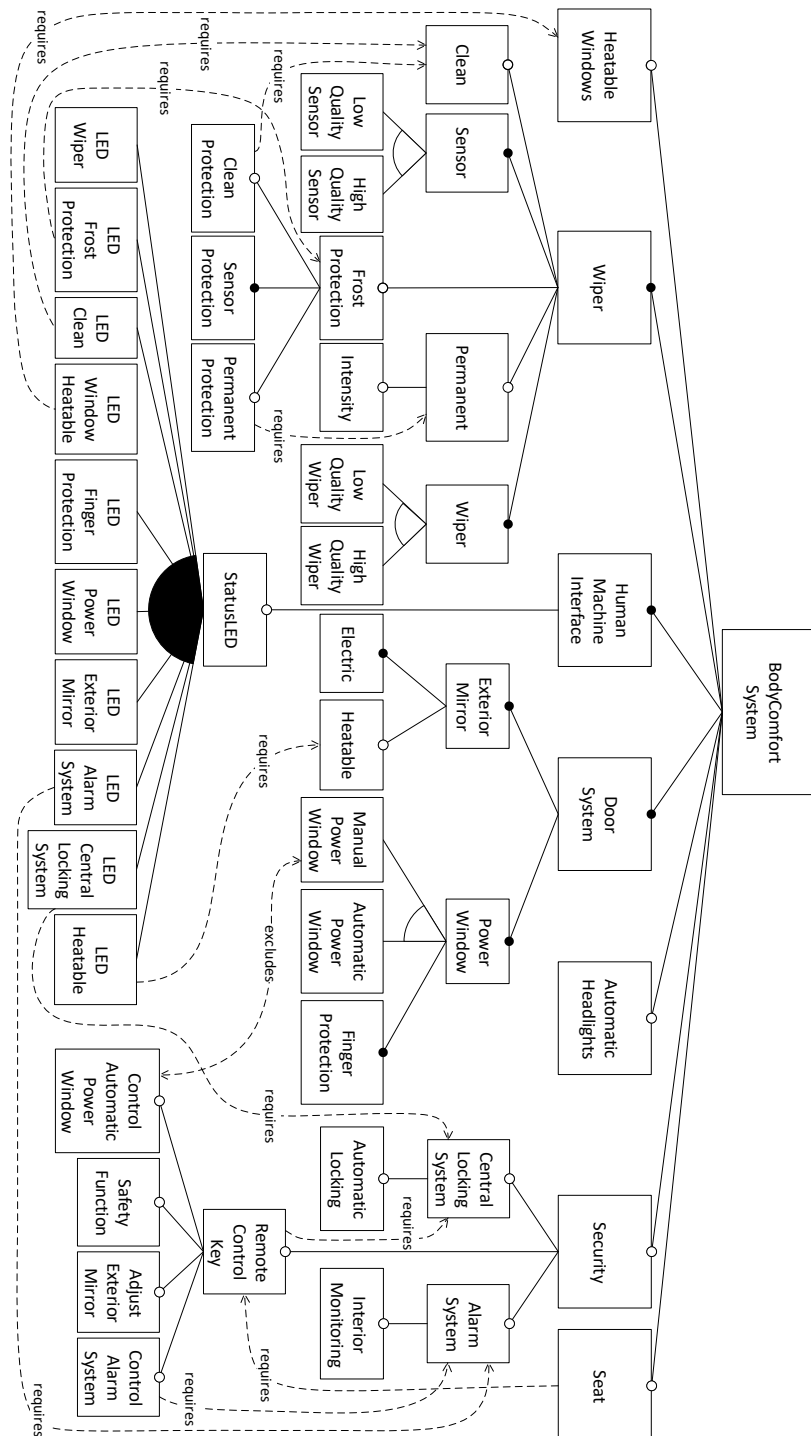 BodyComfort
System
Heatable
Windows
Wiper
Human
Machine
Interface
Door
System
Automatic
Headlights
Security
Seat
Clean
Sensor
Frost
Protection
Permanent
Wiper
Low
Quality
Sensor
High
Quality
Sensor
Clean
Protection
Sensor
Protection
Permanent
Protection
Intensity
Low
Quality
Wiper
High
Quality
Wiper
StatusLED
Exterior
Mirror
Power
Window
Electric
Heatable
Manual
Power
Window
Automatic
Power
Window
Finger
Protection
Central
Locking
System
Automatic
Locking
Remote
Control
Key
Alarm
System
Interior
Monitoring
Control
Automatic
Power
Window
Safety
Function
Adjust
Exterior
Mirror
Control
Alarm
System
LED
Wiper
LED
Frost
Protection
LED
Clean
LED
Window
Heatable
LED
Finger
Protection
LED
Power
Window
LED
Exterior
Mirror
LED
Alarm
System
LED
Central
Locking
System
LED
Heatable
requires
requires
requires
requires
requires
requires
excludes
requires
requires
requires
requires
requires